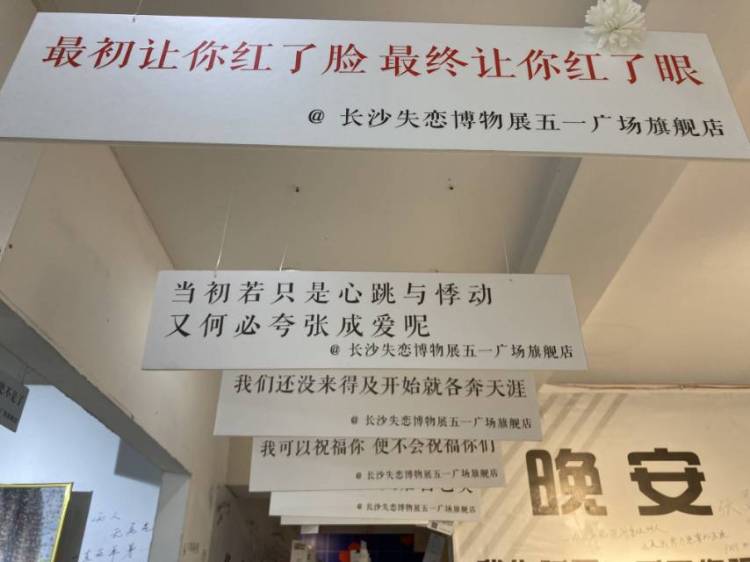 最初让你红了脸 最终让你红了眼
@ 长沙失恋博物展五一广场旗舰店
当初若只是心跳与悸动
又何必夸张成爱呢
@ 长沙失恋博物展五一广场旗舰店
我们还没来得及开始就各奔天涯
@ 长沙失恋博物展五一广场旗舰店
我可以祝福你 便不会祝福你们
@ 长沙失恋博物展五一广场旗舰店
@ 长沙失恋博物展五一广场旗舰店
晚安